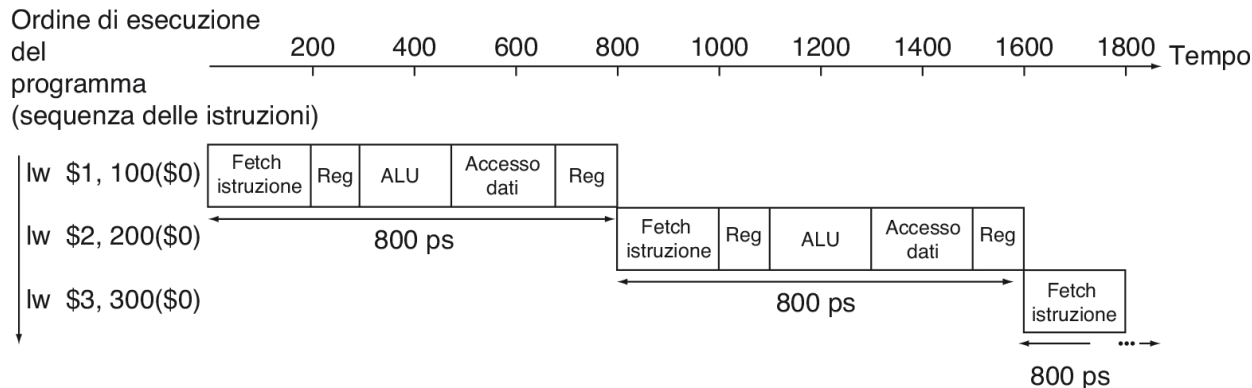 Ordine di esecuzione
del
programma
(sequenza delle istruzioni)
200 400 600 800 1000 1200 1400 1600 1800 Tempo
lw $1, 100($0)
Fetch
istruzione
Reg
ALU
Accesso
dati
Reg
800 ps
lw $2, 200($0)
Fetch
istruzione
Reg
ALU
Accesso
dati
Reg
800 ps
lw $3, 300($0)
Fetch
istruzione
...
800 ps